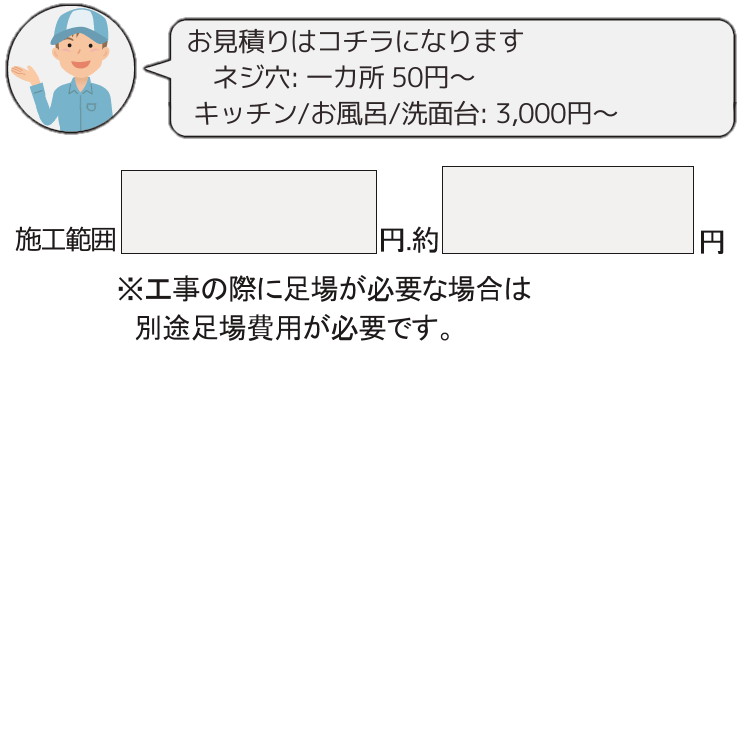 お見積りはコチラになります
ネジ穴: 一カ所 50円〜
キッチン/お風呂/洗面台: 3,000円〜
施工範囲 円.約 円
※工事の際に足場が必要な場合は
別途足場費用が必要です。